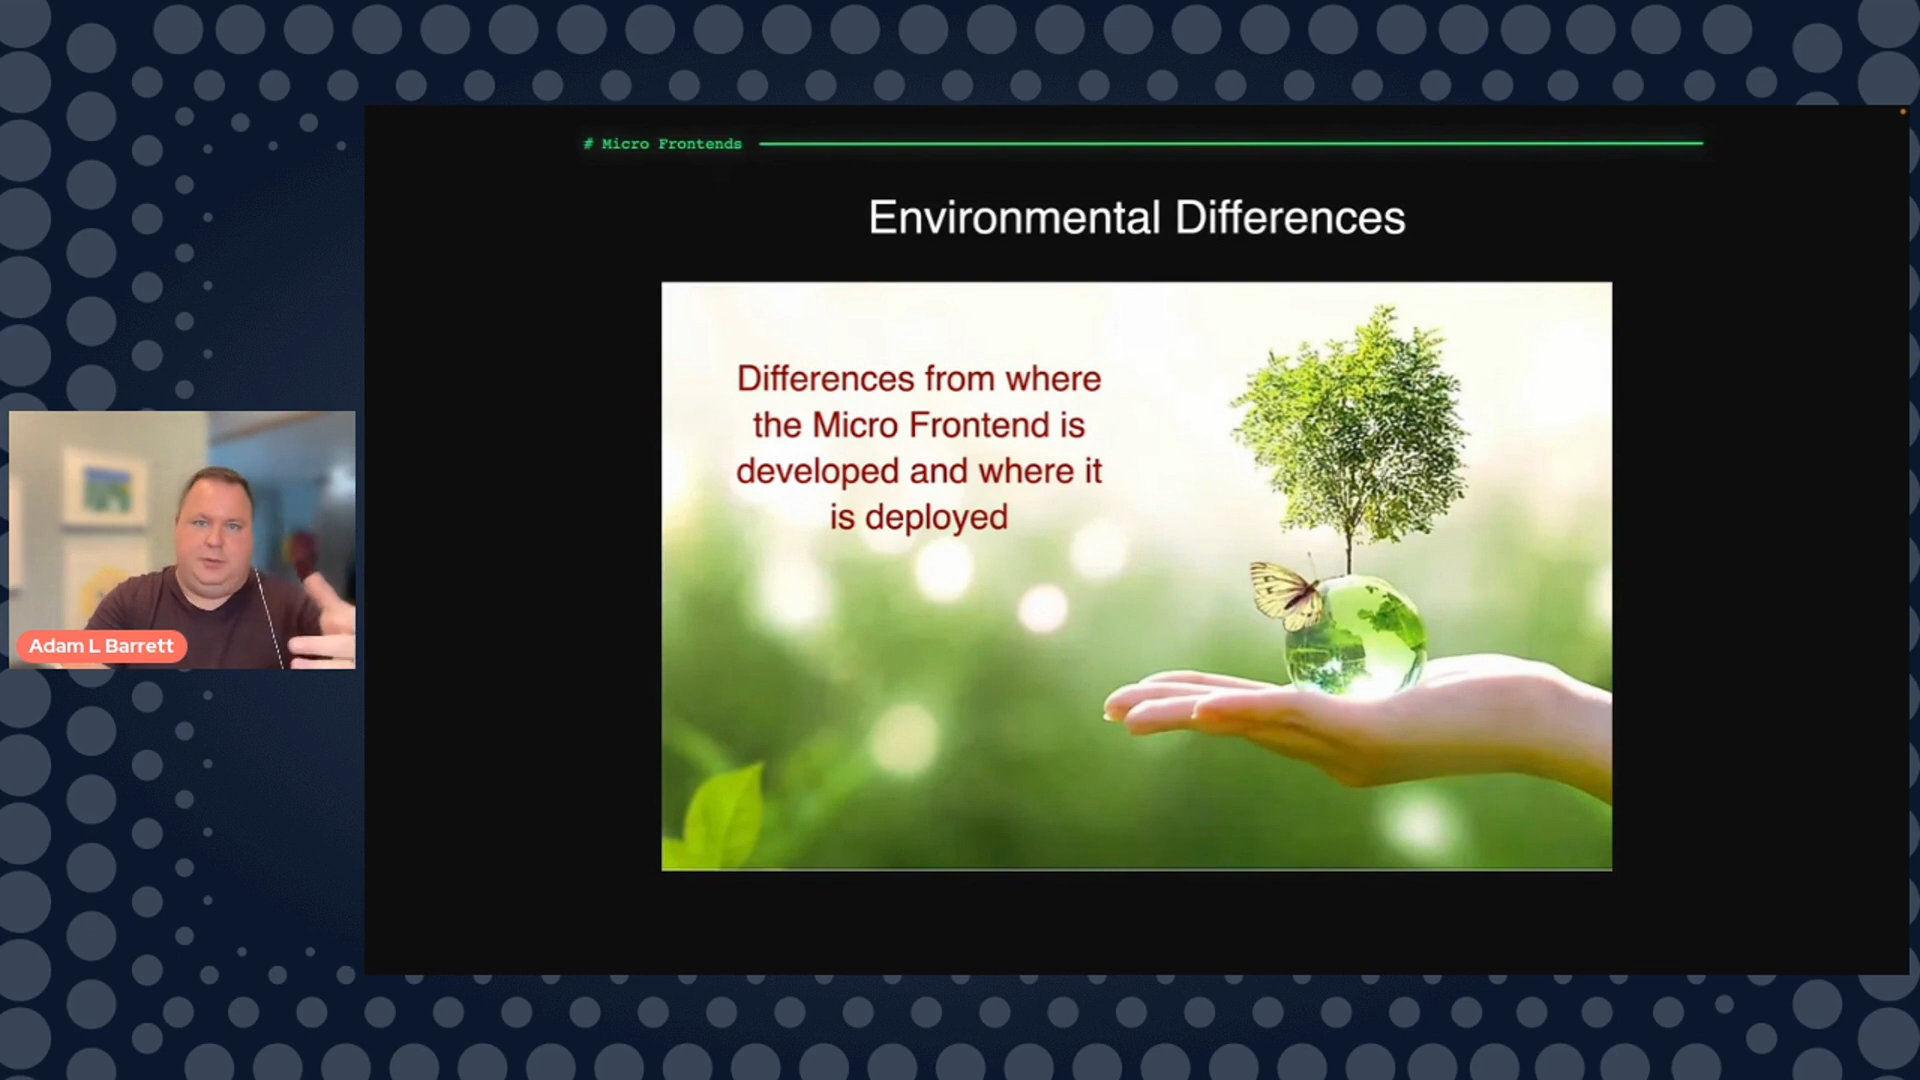 # Micro Frontends
Environmental Differences
Differences from where
the Micro Frontend is
developed and where it
is deployed
Adam L Barrett